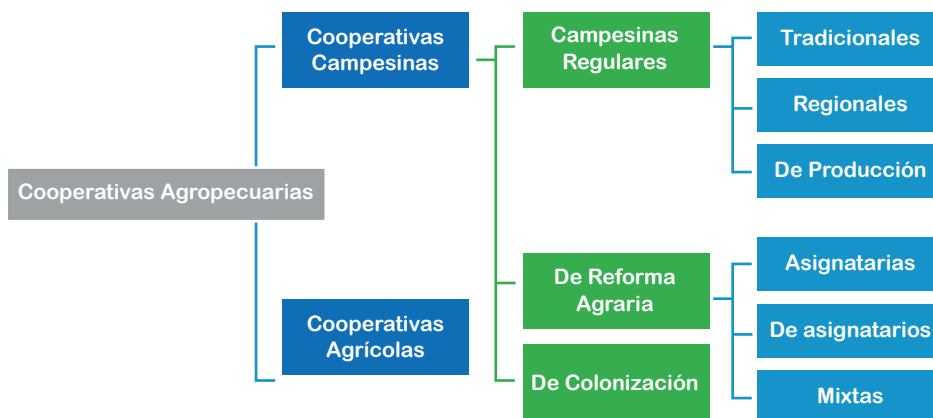 Cooperativas Agropecuarias
Cooperativas
Campesinas
Cooperativas
Agrícolas
Campesinas
Regulares
De Reforma
Agraria
De Colonización
Tradicionales
Regionales
De Producción
Asignatarias
De asignatarios
Mixtas